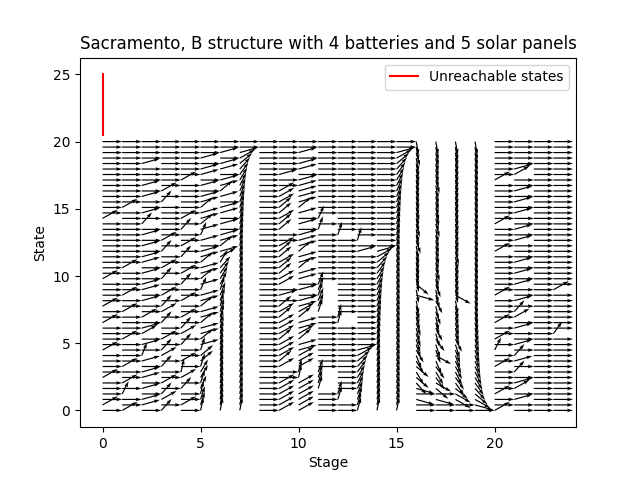 Sacramento, B structure with 4 batteries and 5 solar panels
Unreachable states
25
20
15
10
5
0
State
0 5 10 15 20
Stage